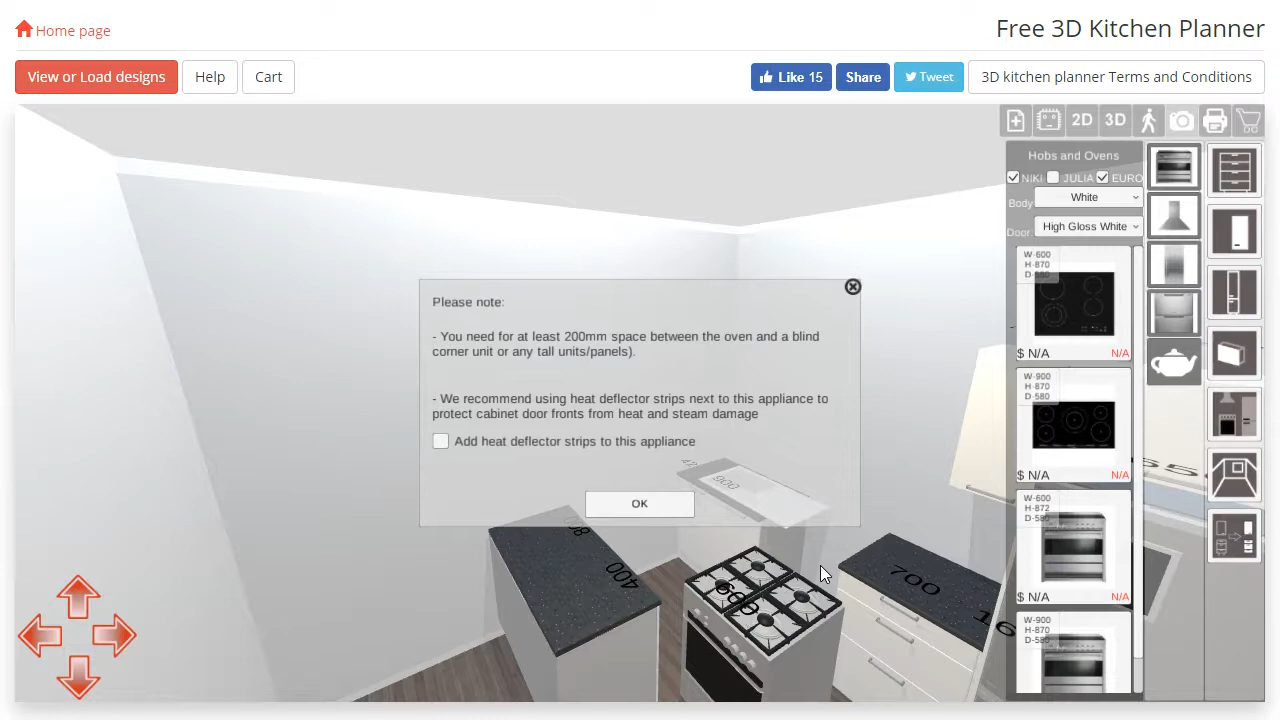 Home page
Free 3D Kitchen Planner
View or Load designs
Help
Cart
Like 15
Share
Tweet
3D kitchen planner Terms and Conditions
2D
3D
Hobs and Ovens
NIKI
JULIA
EURO
Body
White
Door
High Gloss White
W-600
H-870
D-580
$ N/A
N/A
W-900
H-870
D-580
$ N/A
N/A
W-600
H-872
D-580
$ N/A
N/A
W-900
H-870
D-580
Please note:
- You need for at least 200mm space between the oven and a blind
corner unit or any tall units/panels).
- We recommend using heat deflector strips next to this appliance to
protect cabinet door fronts from heat and steam damage
Add heat deflector strips to this appliance
OK
900
400
700